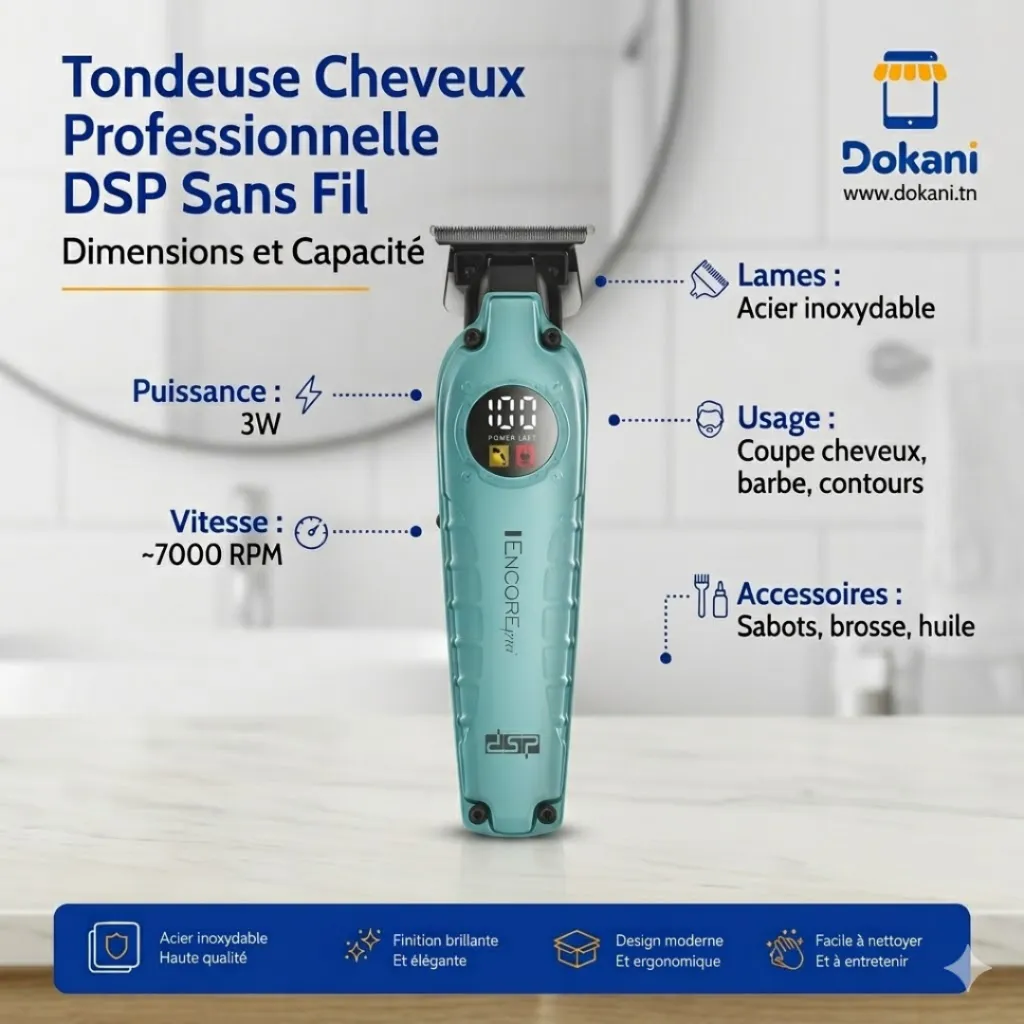 Tondeuse Cheveux
Professionnelle
DSP Sans Fil
Dimensions et Capacité
Dokani
www.dokani.tn
Lames :
Acier inoxydable
Puissance :
3W
100
POWER LAST
Usage :
Coupe cheveux,
barbe, contours
Vitesse :
~7000 RPM
ENCORE pro
Accessoires :
Sabots, brosse, huile
dsp
Acier inoxydable
Haute qualité
Finition brillante
Et élégante
Design moderne
Et ergonomique
Facile à nettoyer
Et à entretenir